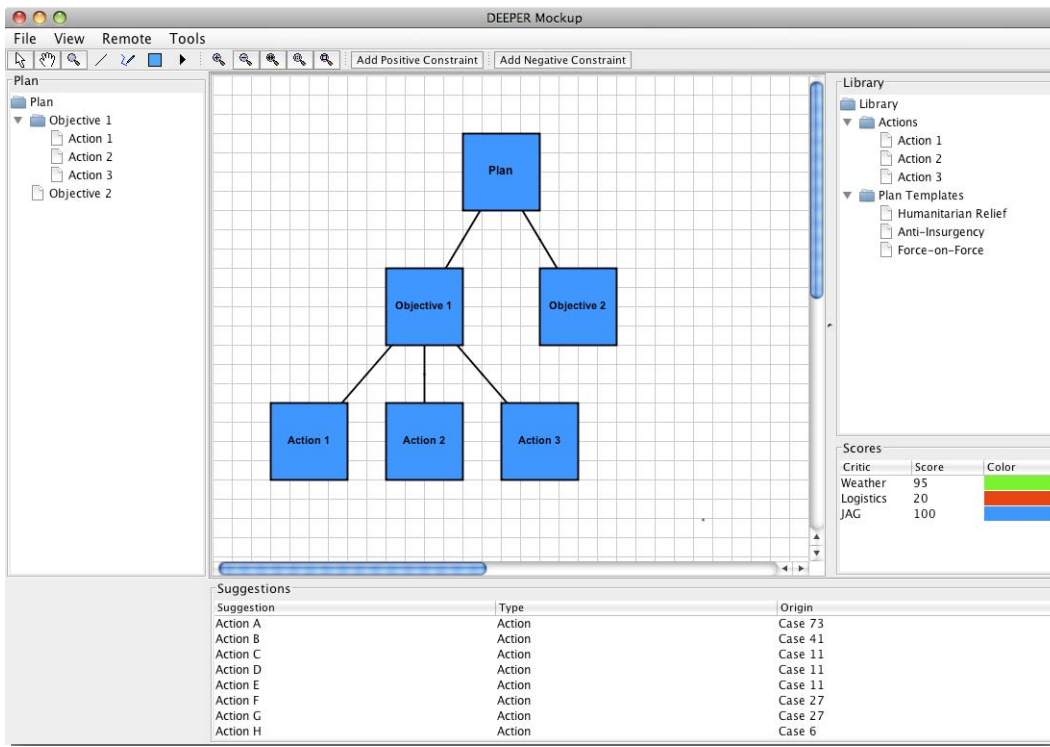 DEEPER Mockup
File View Remote Tools
Add Positive Constraint Add Negative Constraint
Plan
Plan
Objective 1
Action 1
Action 2
Action 3
Objective 2
Plan
Objective 1 Objective 2
Action 1 Action 2 Action 3
Library
Library
Actions
Action 1
Action 2
Action 3
Plan Templates
Humanitarian Relief
Anti-Insurgency
Force-on-Force
Scores
Critic Score Color
Weather 95
Logistics 20
JAG 100
Suggestions
Suggestion Type Origin
Action A Action Case 73
Action B Action Case 41
Action C Action Case 11
Action D Action Case 11
Action E Action Case 11
Action F Action Case 27
Action G Action Case 27
Action H Action Case 6